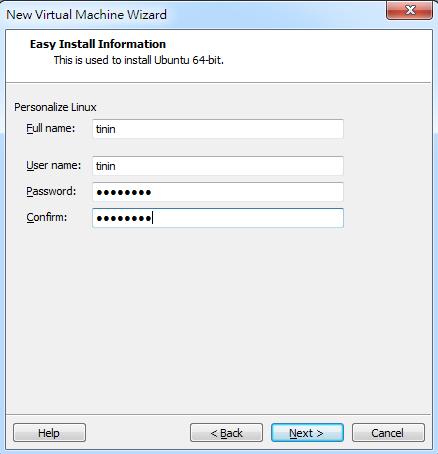 New Virtual Machine Wizard
Easy Install Information
This is used to install Ubuntu 64-bit.
Personalize Linux
Full name: tinin
User name: tinin
Password: ●●●●●●●●
Confirm: ●●●●●●●●
Help < Back Next > Cancel